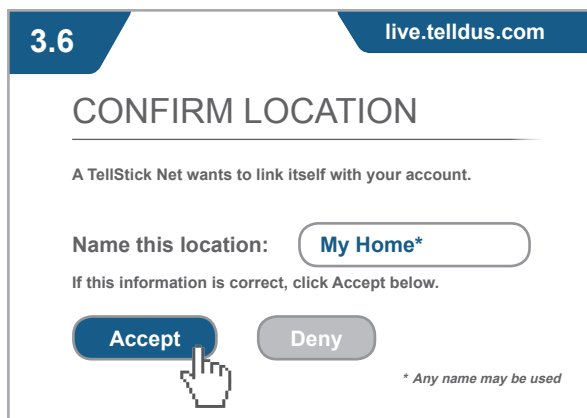 3.6
live.telldus.com
CONFIRM LOCATION
A TellStick Net wants to link itself with your account.
Name this location: My Home*
If this information is correct, click Accept below.
Accept Deny
* Any name may be used